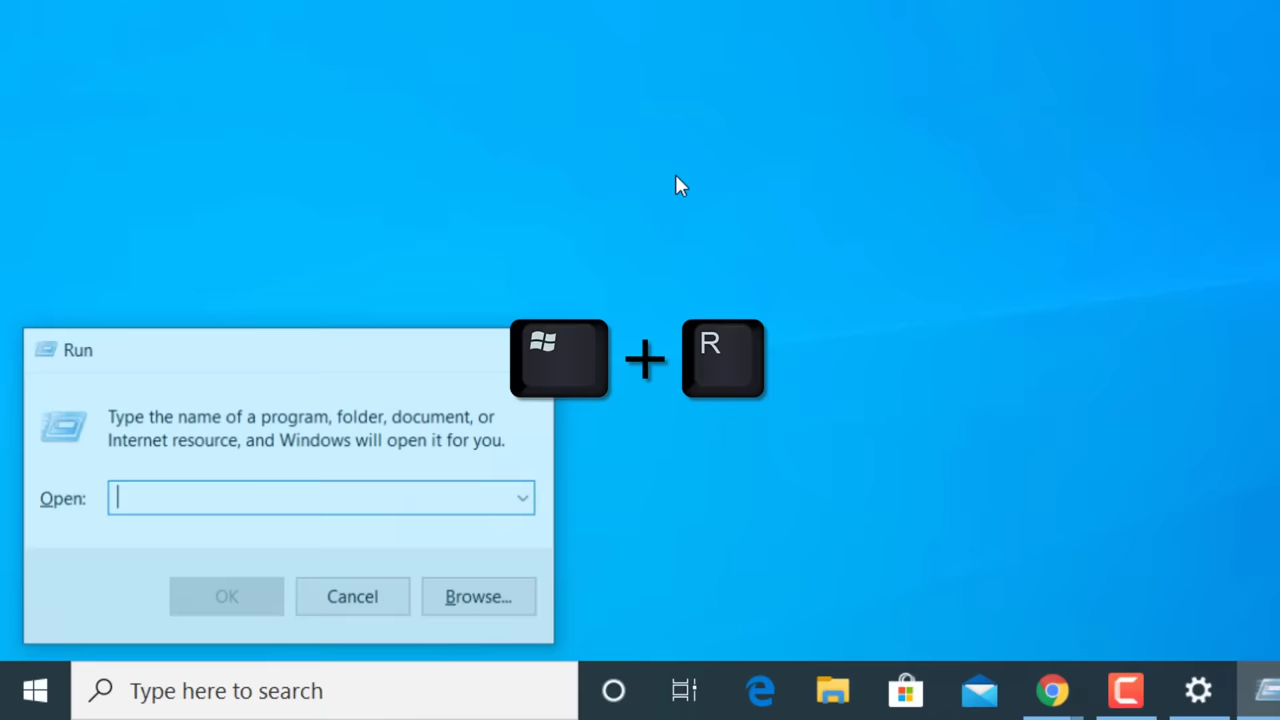 Run
Type the name of a program, folder, document, or
Internet resource, and Windows will open it for you.
Open:
OK Cancel Browse...
+ R
Type here to search